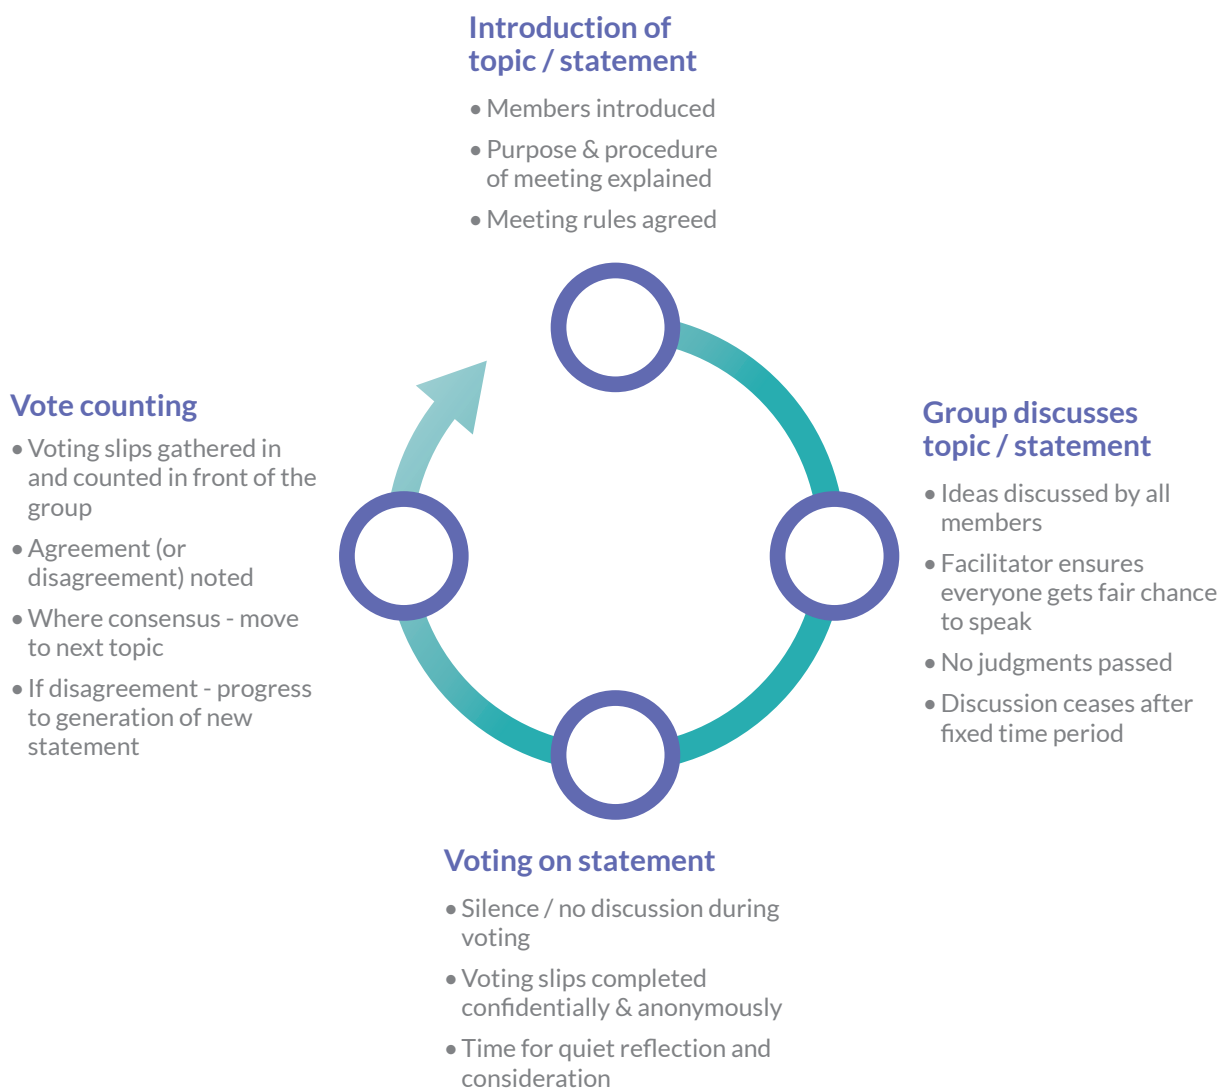 Introduction of
topic / statement
• Members introduced
• Purpose & procedure
of meeting explained
• Meeting rules agreed
Group discusses
topic / statement
• Ideas discussed by all
members
• Facilitator ensures
everyone gets fair chance
to speak
• No judgments passed
• Discussion ceases after
fixed time period
Voting on statement
• Silence / no discussion during
voting
• Voting slips completed
confidentially & anonymously
• Time for quiet reflection and
consideration
Vote counting
• Voting slips gathered in
and counted in front of the
group
• Agreement (or
disagreement) noted
• Where consensus - move
to next topic
• If disagreement - progress
to generation of new
statement